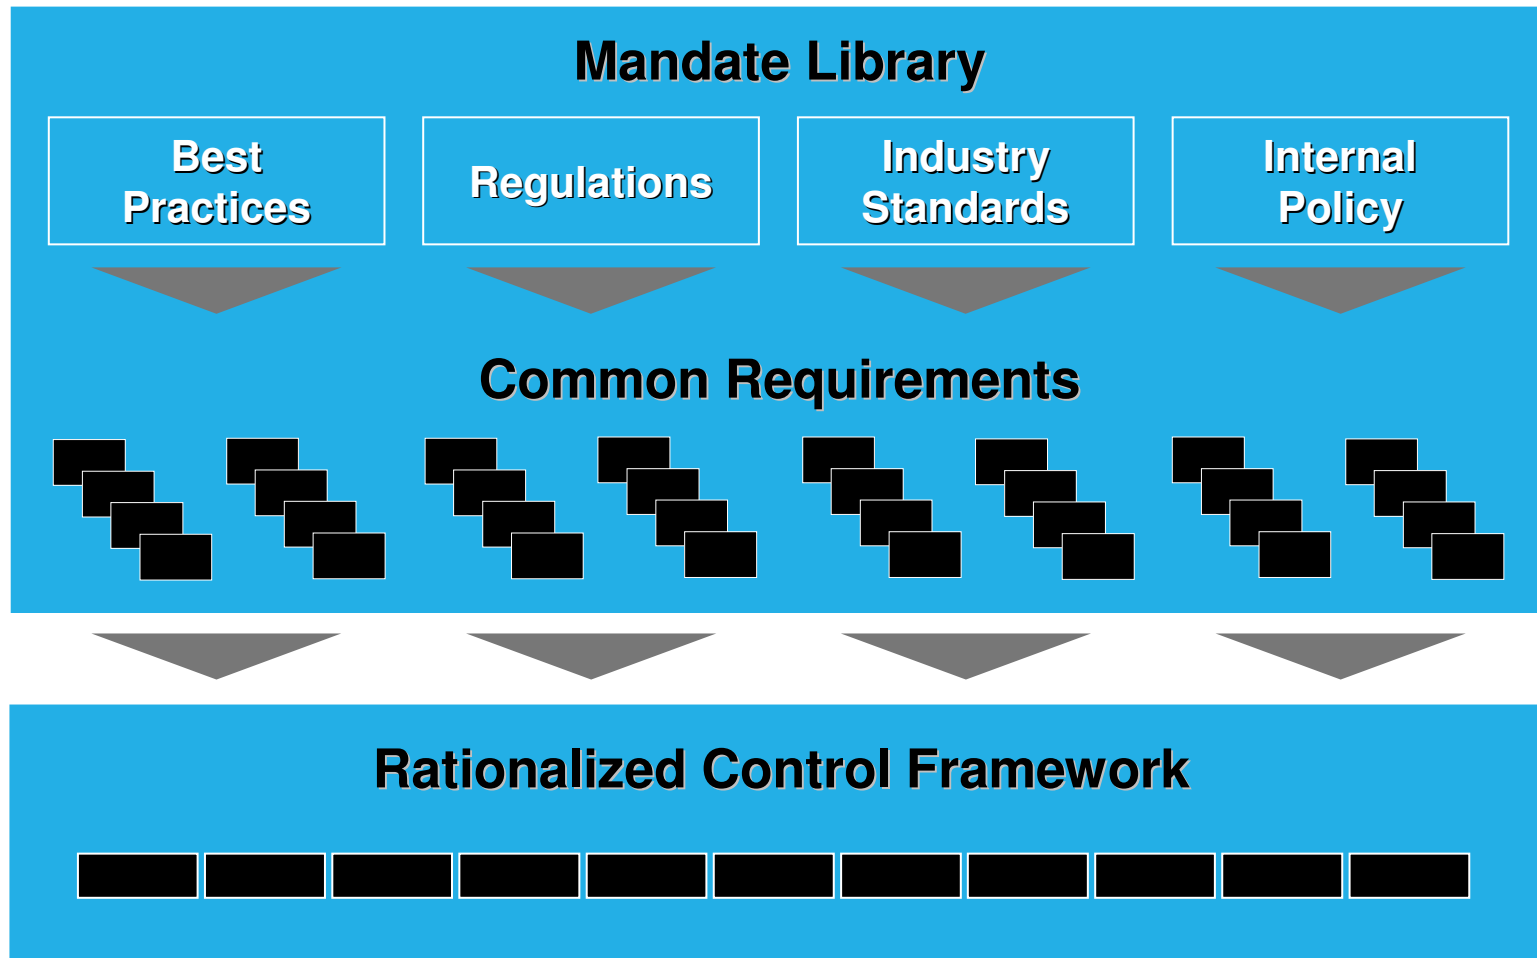 Mandate Library
Best
Practices
Regulations
Industry
Standards
Internal
Policy
Common Requirements
Rationalized Control Framework